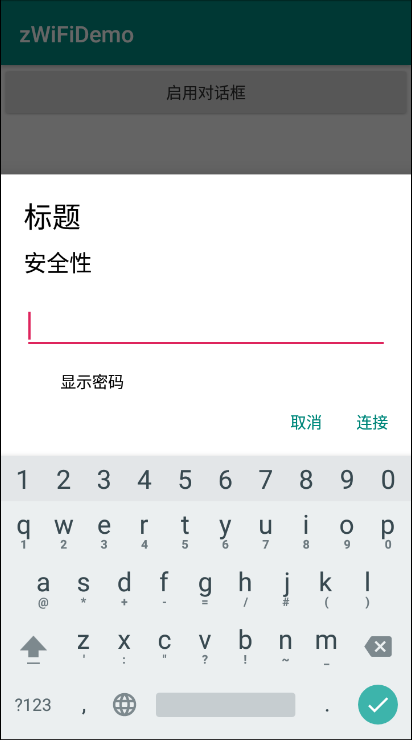 zWiFiDemo
启用对话框
标题
安全性
显示密码
取消 连接
1 2 3 4 5 6 7 8 9 0
q w e r t y u i o p
1 2 3 4 5 6 7 8 9 0
a s d f g h j k l
@ * + - = / # ( )
z x c v b n m
' : " ? ! ~ _
?123 , .